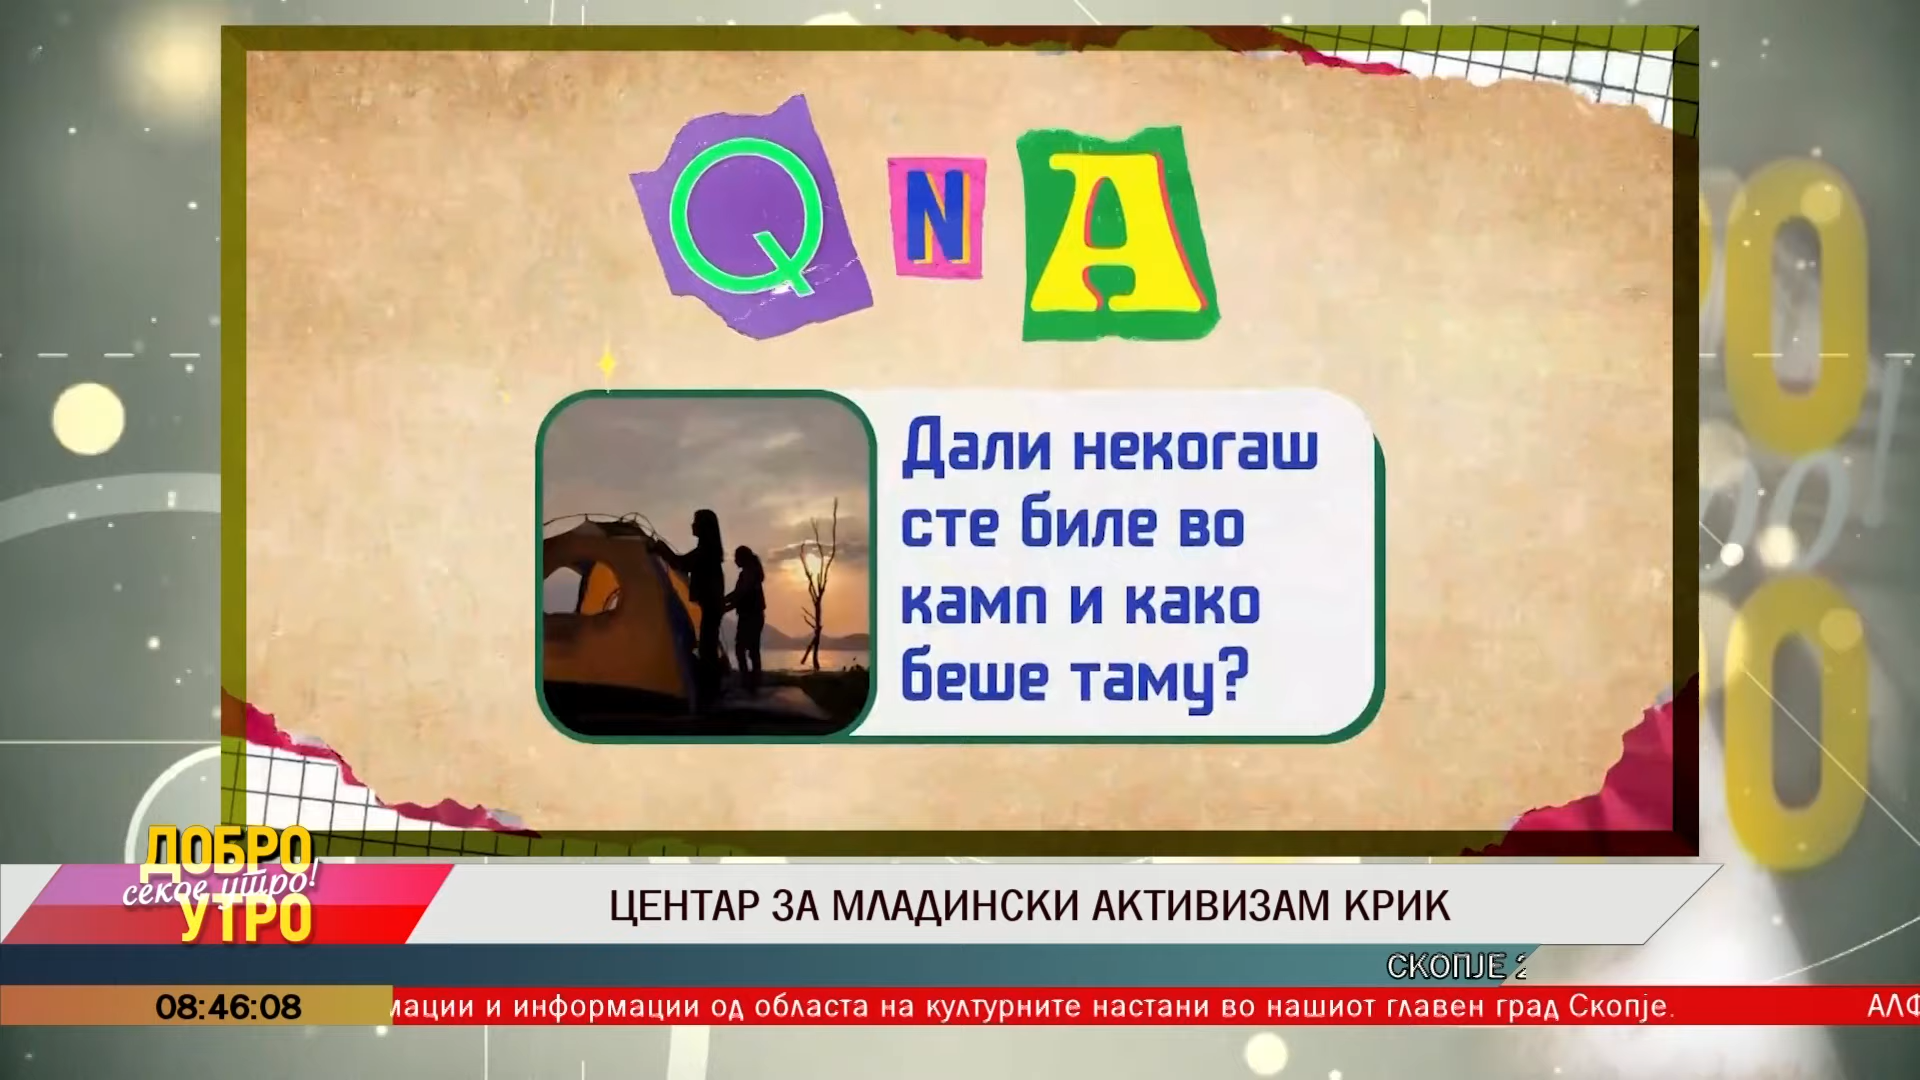 Q N A
Дали некогаш
сте биле во
камп и како
беше таму?
ДОБРО
секое утро!
УТРО
ЦЕНТАР ЗА МЛАДИНСКИ АКТИВИЗАМ КРИК
СКОПЈЕ 2
08:46:08
мации и информации од областа на културните настани во нашиот главен град Скопје.
АЛФ